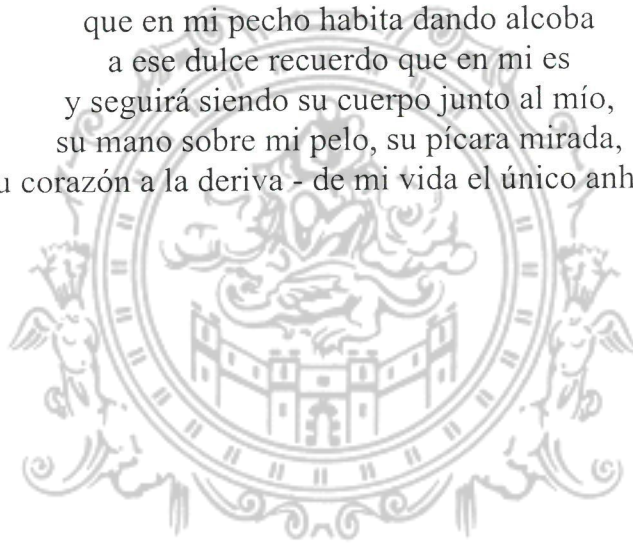 que en mi pecho habita dando alcoba
a ese dulce recuerdo que en mi es
y seguirá siendo su cuerpo junto al mío,
su mano sobre mi pelo, su pícara mirada,
corazón a la deriva - de mi vida el único